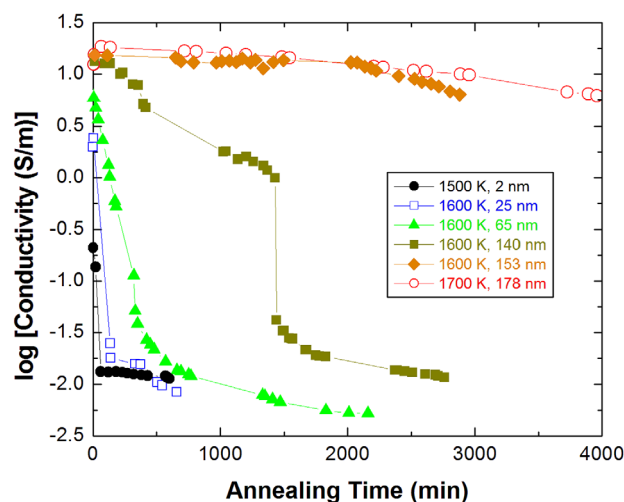 log [Conductivity (S/m)]
1.5
1.0
0.5
0.0
-0.5
-1.0
-1.5
-2.0
-2.5
1500 K, 2 nm
1600 K, 25 nm
1600 K, 65 nm
1600 K, 140 nm
1600 K, 153 nm
1700 K, 178 nm
0 1000 2000 3000 4000
Annealing Time (min)